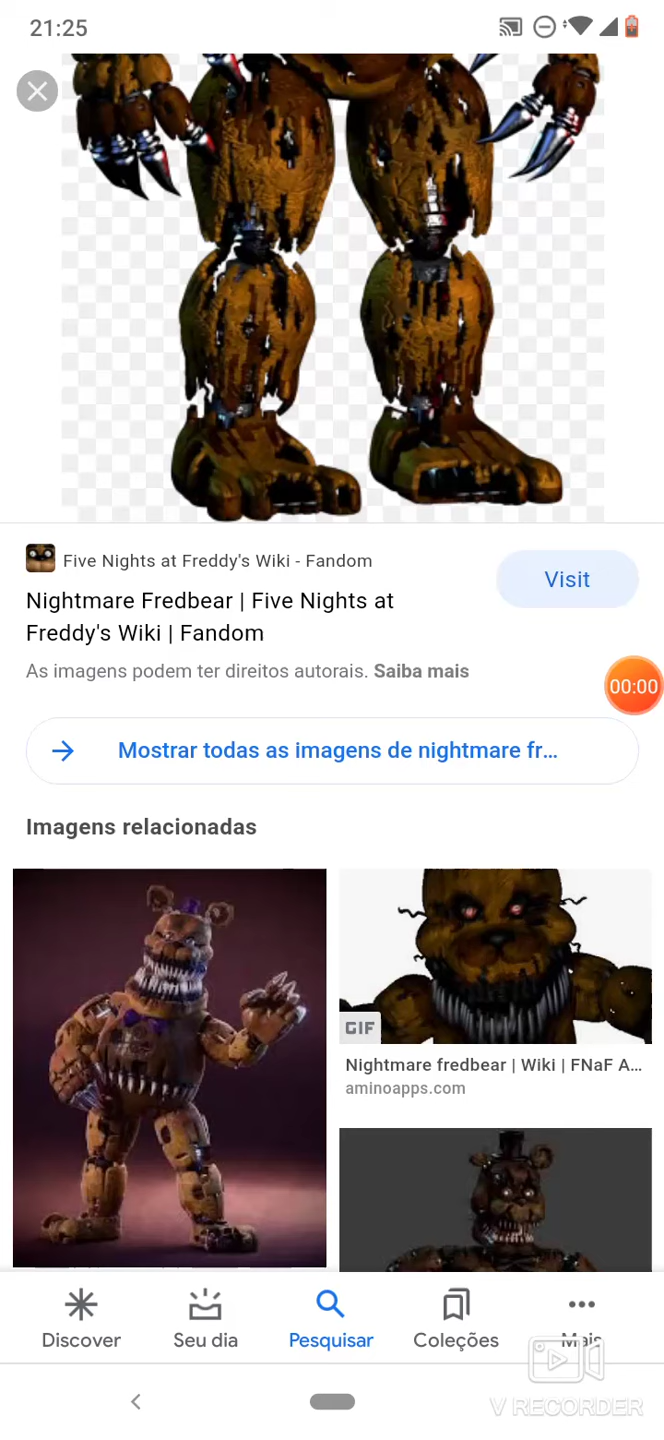 21:25
Five Nights at Freddy's Wiki - Fandom
Visit
Nightmare Fredbear | Five Nights at
Freddy's Wiki | Fandom
As imagens podem ter direitos autorais. Saiba mais
00:00
Mostrar todas as imagens de nightmare fr...
Imagens relacionadas
GIF
Nightmare fredbear | Wiki | FNaF A...
aminoapps.com
Discover
Seu dia
Pesquisar
Coleções
Mais
V RECORDER